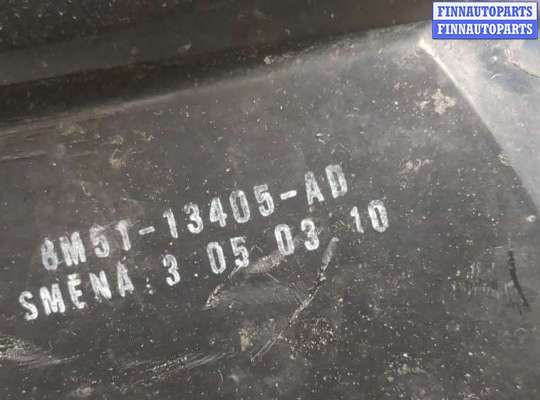 FINNAUTOPARTS
FINNAUTOPARTS
8M51-13405-AD
SMENA 3 05 03 10